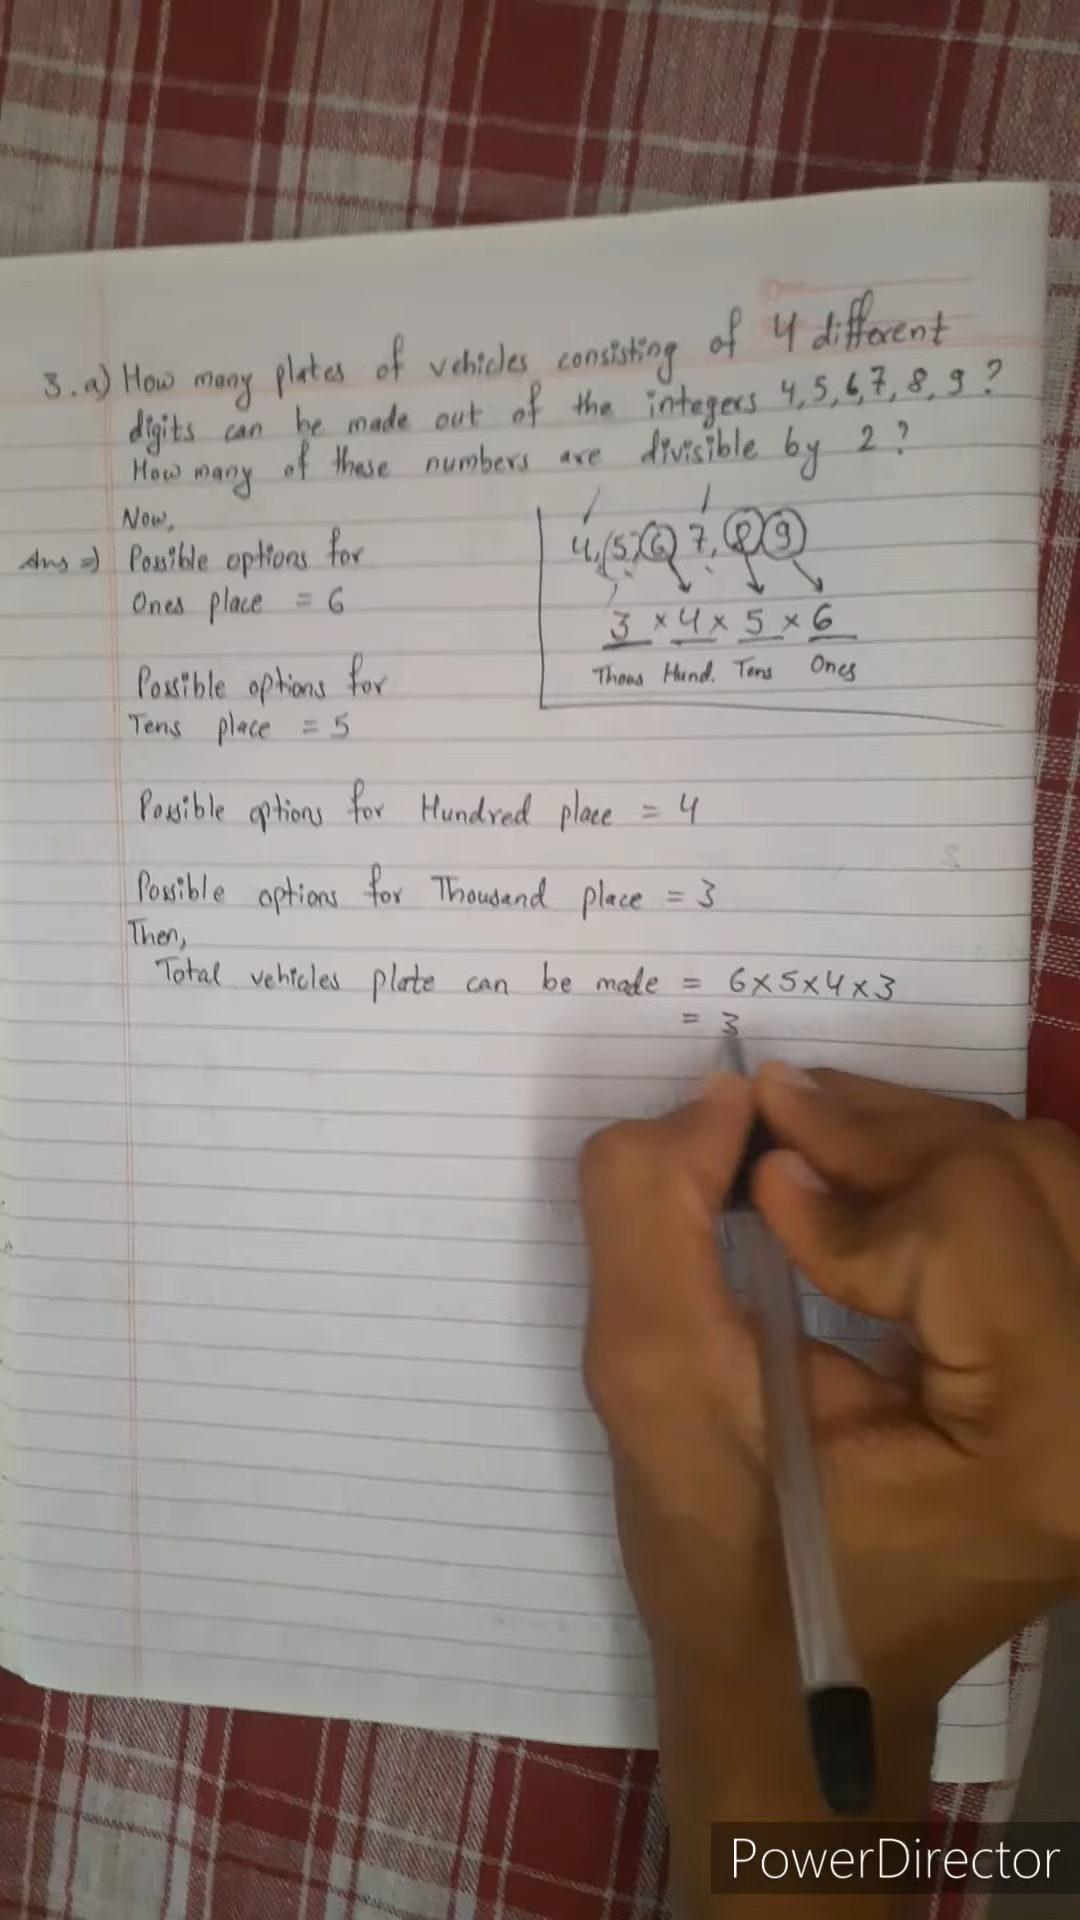 3.a) How many plates of vehicles consisting of 4 different
digits can be made out of the integers 4,5,6,7,8,9?
How many of these numbers are divisible by 2?
Now,
Ans => Possible options for
Ones place = 6
4,5,6,7,8,9
3 × 4 × 5 × 6
Thous Hund. Tens Ones
Possible options for
Tens place = 5
Possible options for Hundred place = 4
Possible options for Thousand place = 3
Then,
Total vehicles plate can be made = 6×5×4×3
= 3
PowerDirector